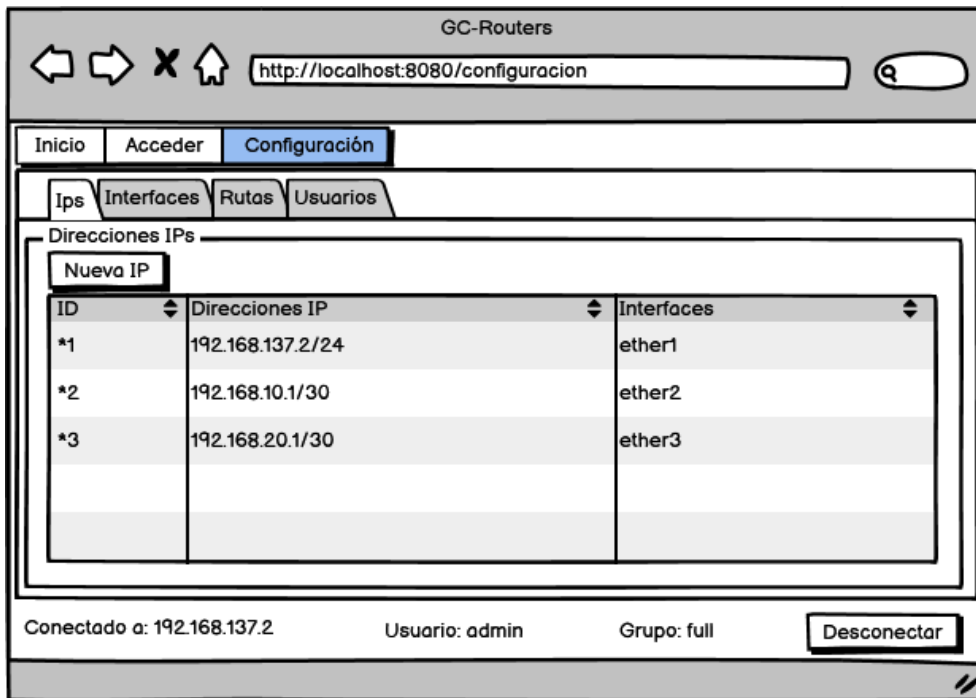 GC-Routers
http://localhost:8080/configuracion
Inicio Acceder Configuración
Ips Interfaces Rutas Usuarios
Direcciones IPs
Nueva IP
ID Direcciones IP Interfaces
*1 192.168.137.2/24 ether1
*2 192.168.10.1/30 ether2
*3 192.168.20.1/30 ether3
Conectado a: 192.168.137.2 Usuario: admin Grupo: full Desconectar